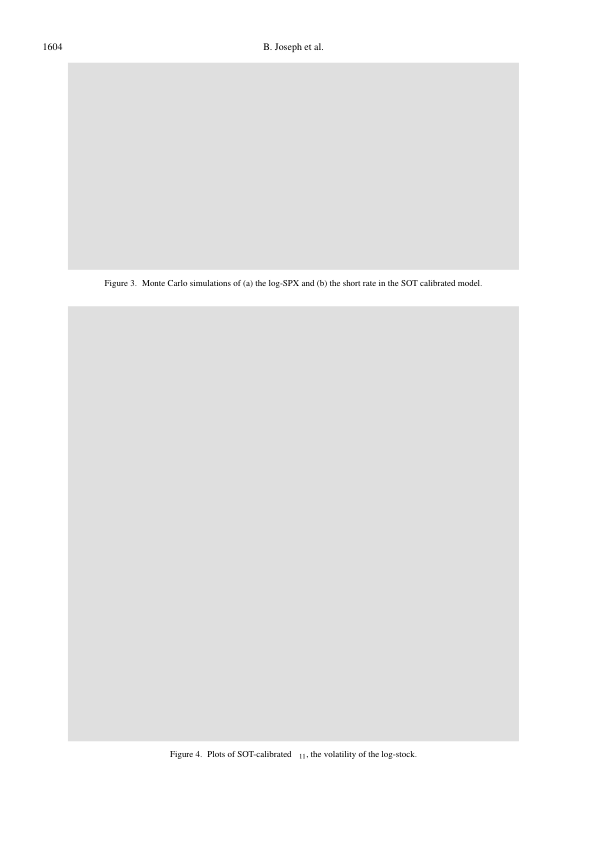 1604
B. Joseph et al.
Figure 3. Monte Carlo simulations of (a) the log-SPX and (b) the short rate in the SOT calibrated model.
Figure 4. Plots of SOT-calibrated 11, the volatility of the log-stock.